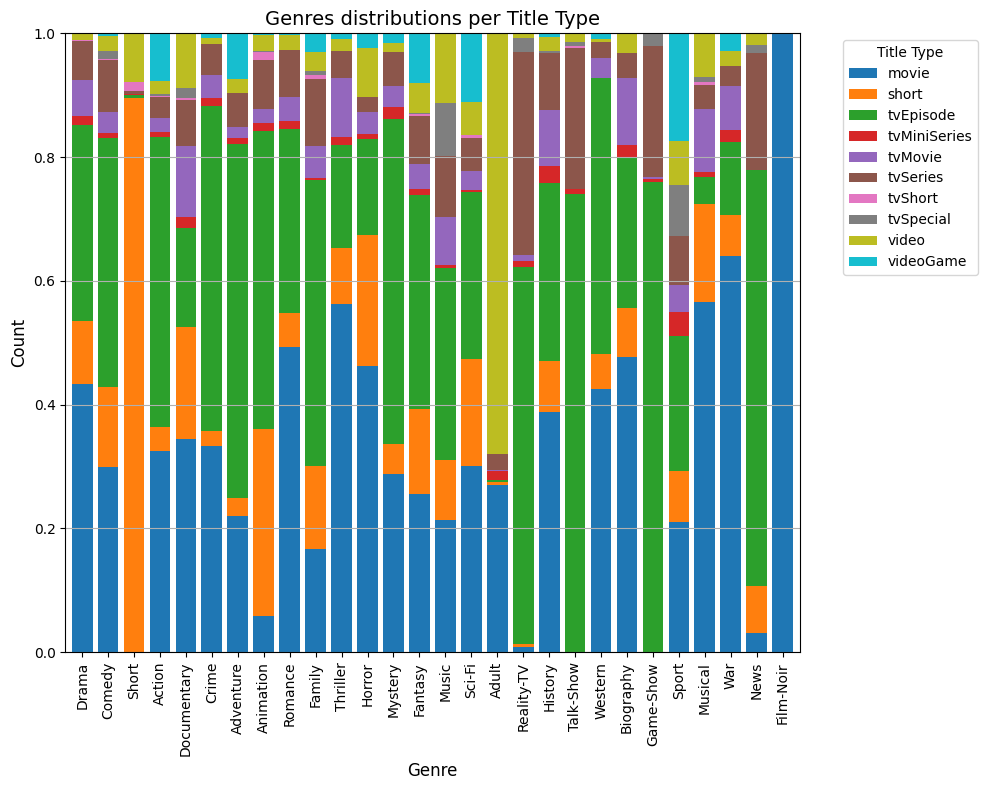 Genres distributions per Title Type
1.0
0.8
0.6
0.4
0.2
0.0
Count
Drama
Comedy
Short
Action
Documentary
Crime
Adventure
Animation
Romance
Family
Thriller
Horror
Mystery
Fantasy
Music
Sci-Fi
Adult
Reality-TV
History
Talk-Show
Western
Biography
Game-Show
Sport
Musical
War
News
Film-Noir
Genre
Title Type
movie
short
tvEpisode
tvMiniSeries
tvMovie
tvSeries
tvShort
tvSpecial
video
videoGame